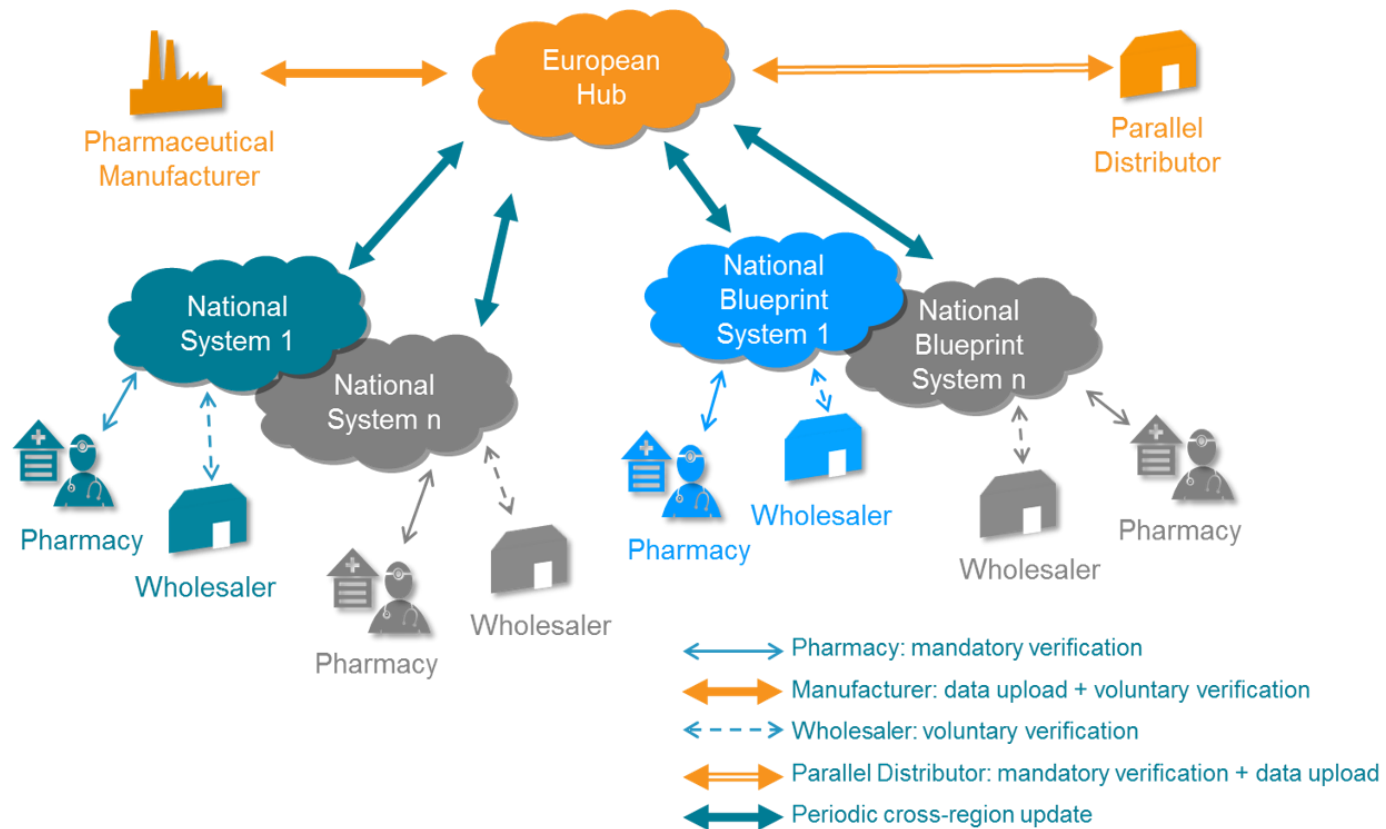 European
Hub
Pharmaceutical
Manufacturer
Parallel
Distributor
National
System 1
National
System n
National
Blueprint
System 1
National
Blueprint
System n
Pharmacy
Wholesaler
Pharmacy
Wholesaler
Pharmacy
Wholesaler
Wholesaler
Pharmacy
Pharmacy: mandatory verification
Manufacturer: data upload + voluntary verification
Wholesaler: voluntary verification
Parallel Distributor: mandatory verification + data upload
Periodic cross-region update